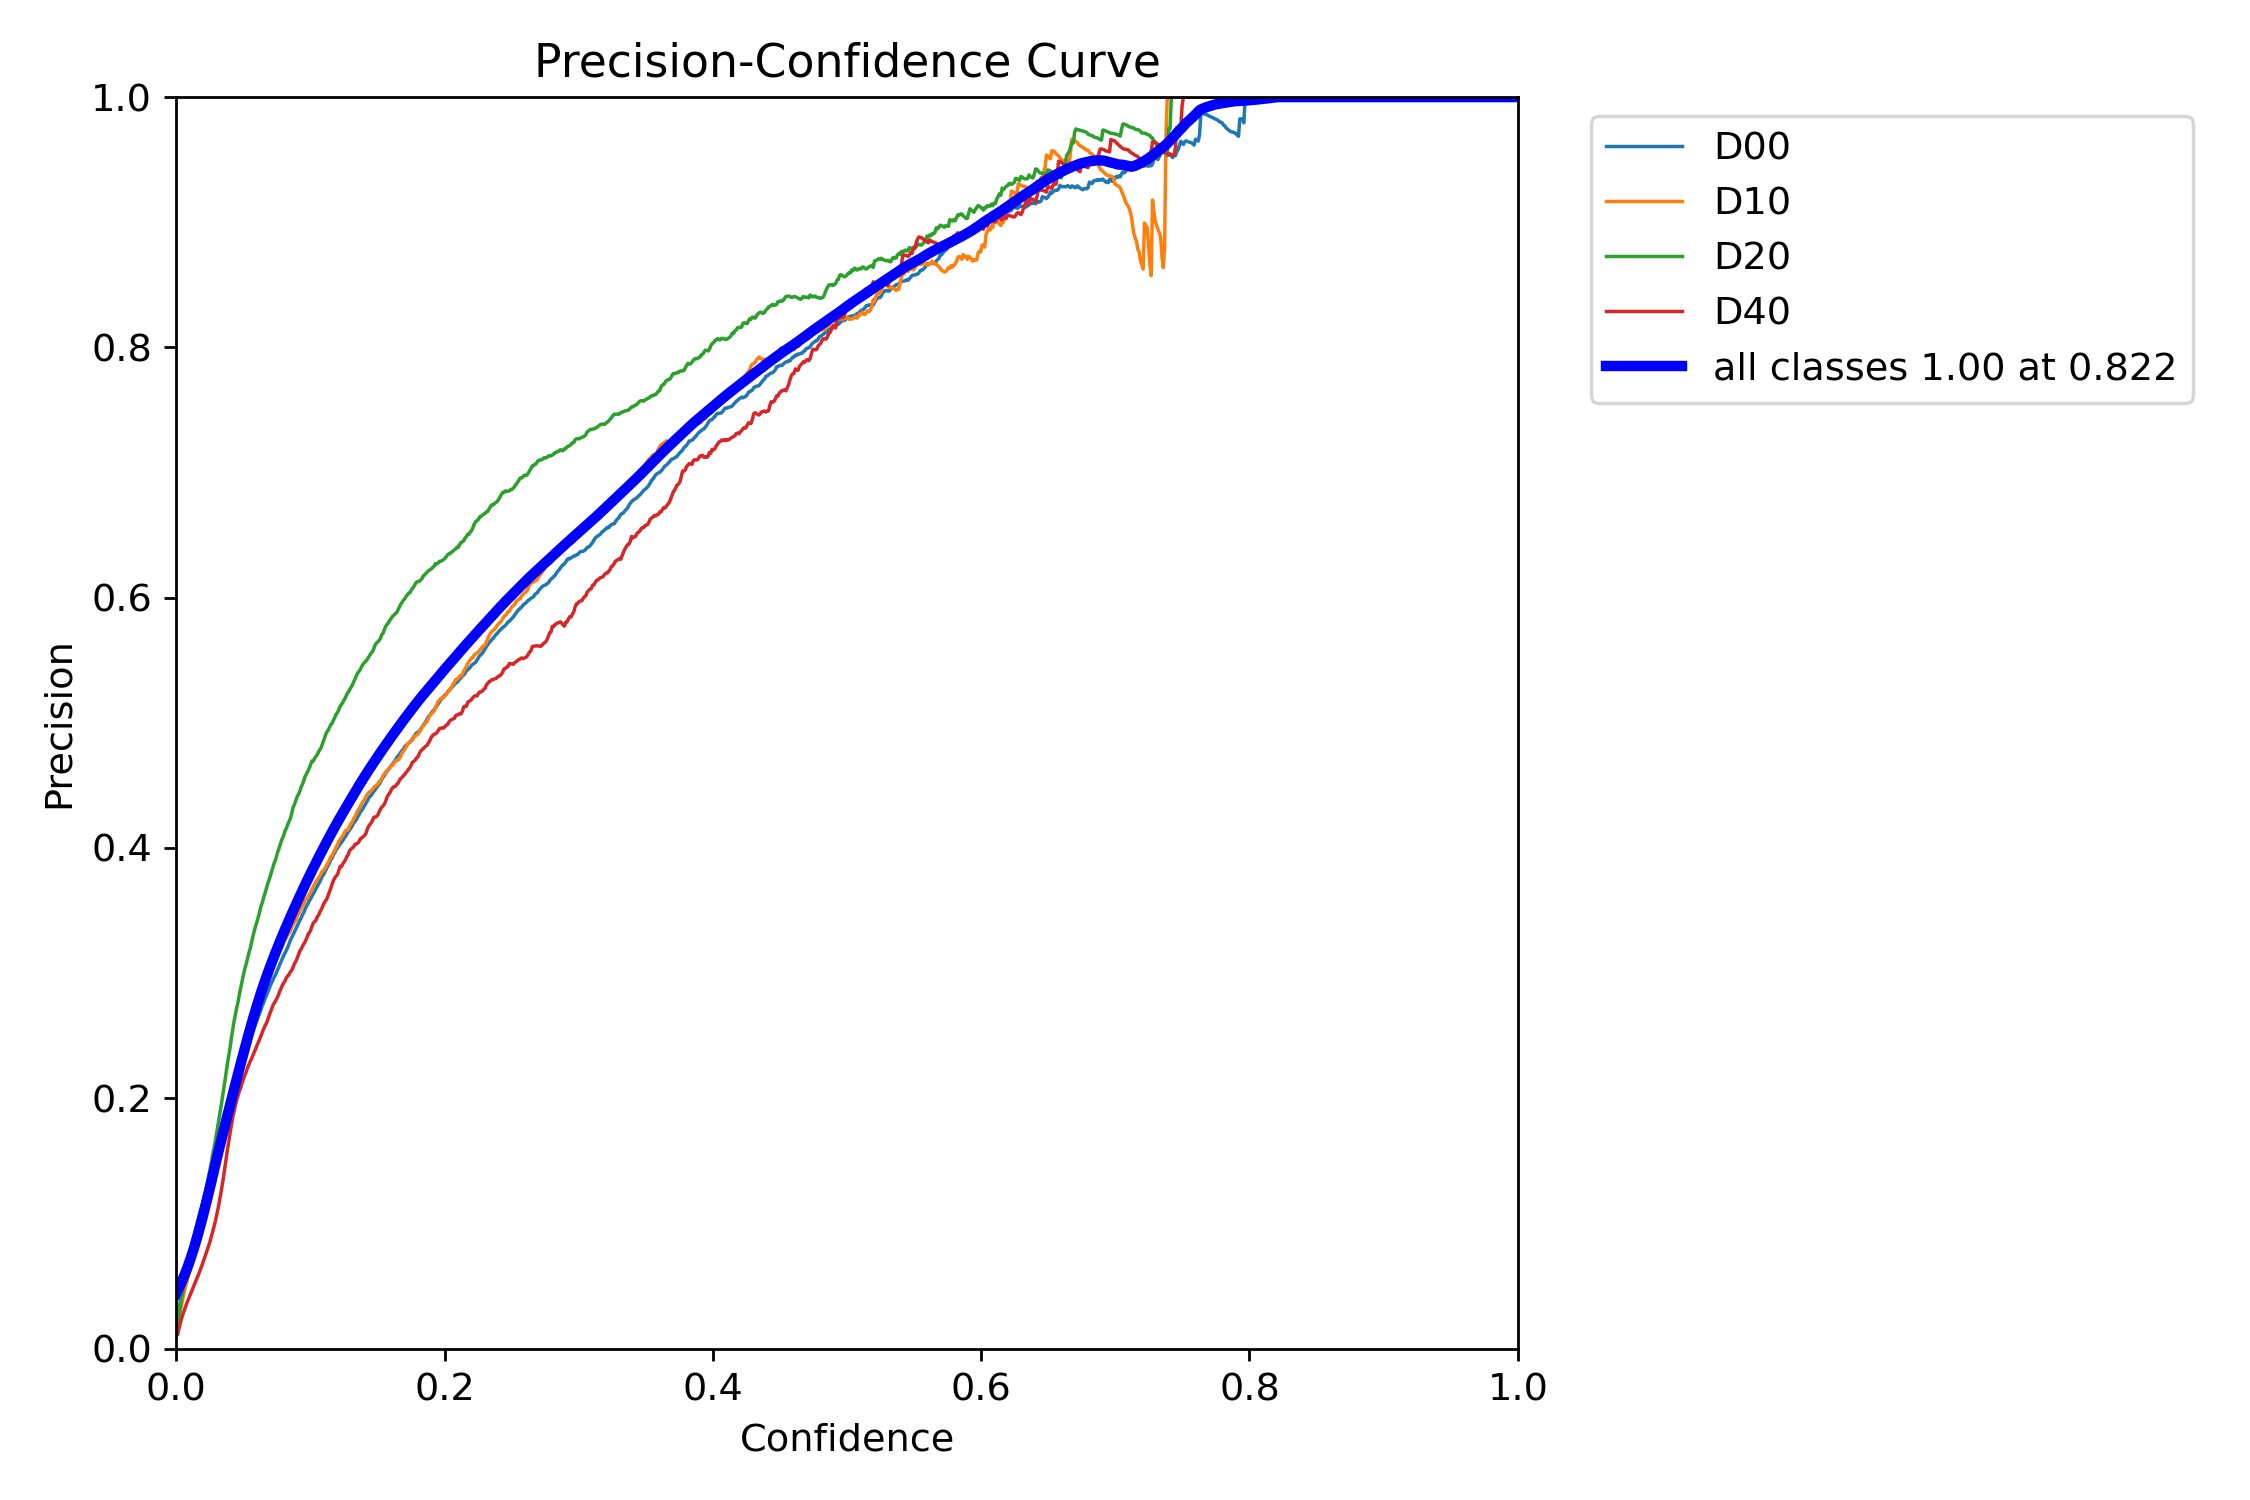 Precision-Confidence Curve
1.0
0.8
0.6
0.4
0.2
0.0
Precision
0.0 0.2 0.4 0.6 0.8 1.0
Confidence
D00
D10
D20
D40
all classes 1.00 at 0.822